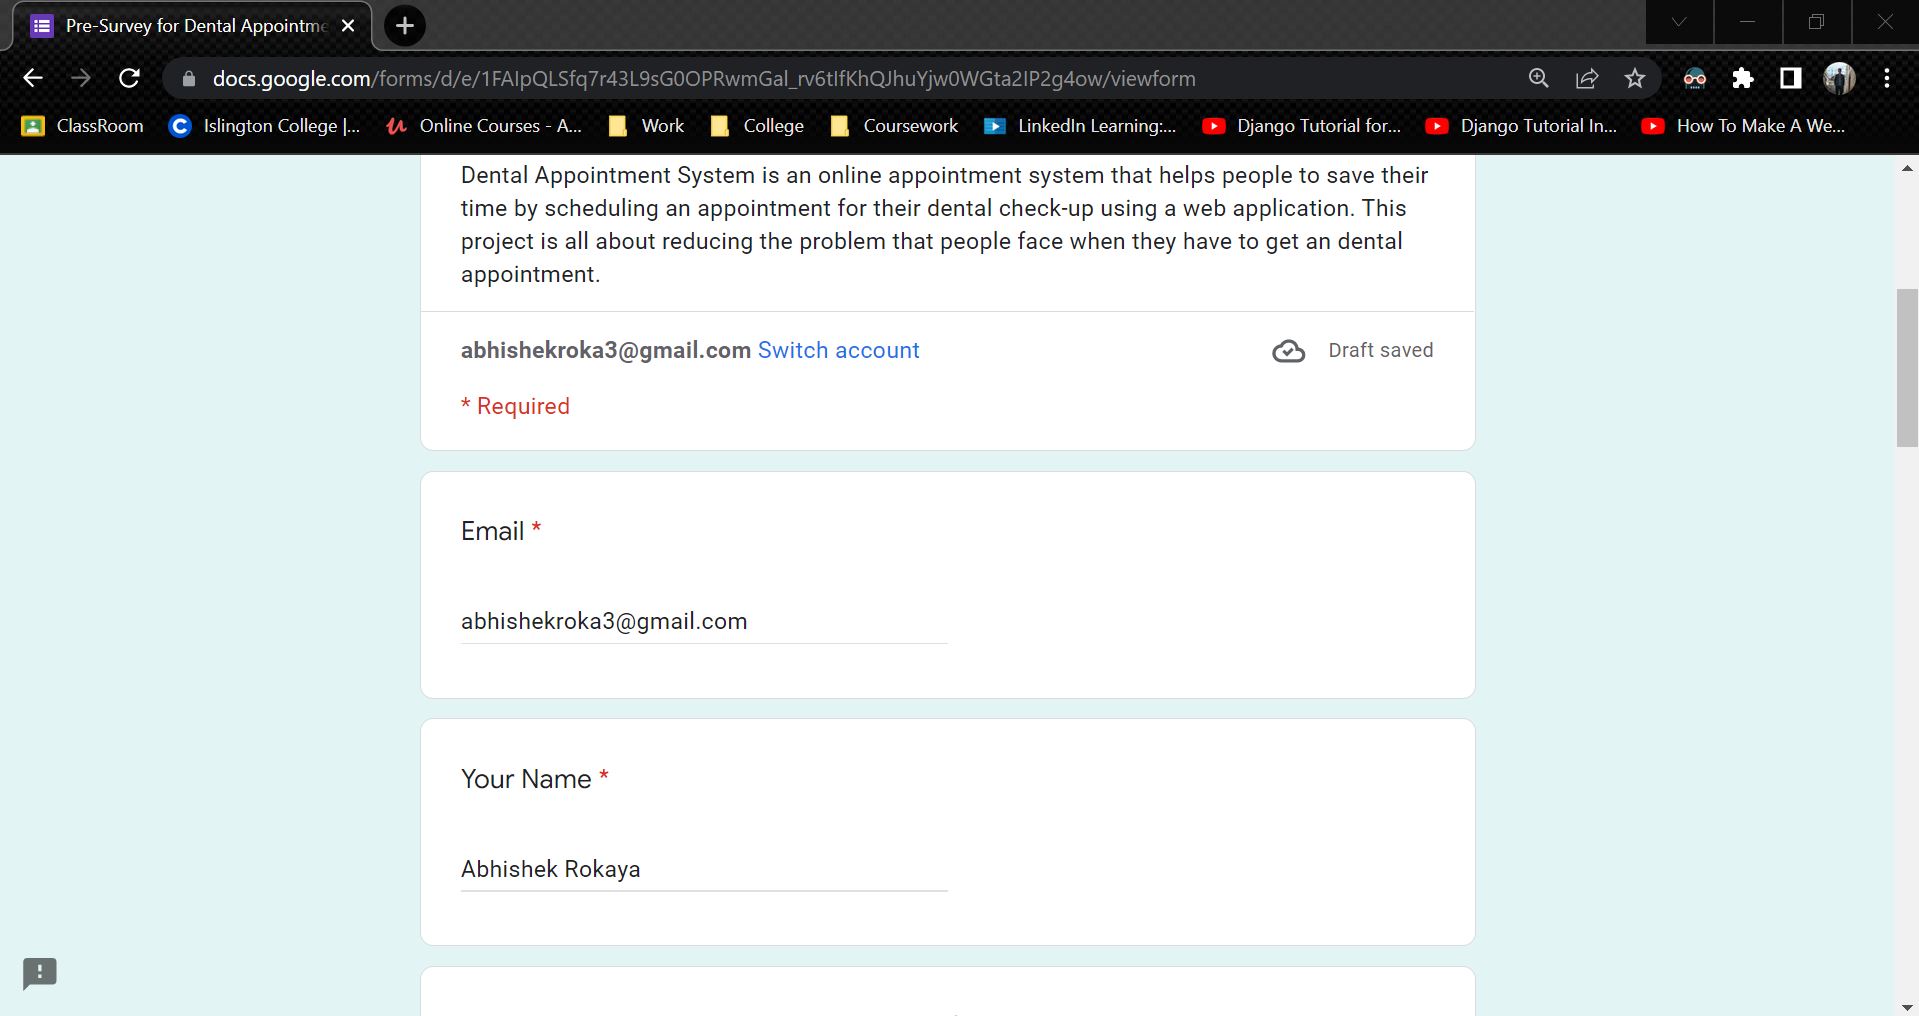 Pre-Survey for Dental Appointme
docs.google.com/forms/d/e/1FAIpQLSfq7r43L9sG0OPRwmGal_rv6tIfKhQJhuYjw0WGta2IP2g4ow/viewform
ClassRoom Islington College |... Online Courses - A... Work College Coursework LinkedIn Learning:... Django Tutorial for... Django Tutorial In... How To Make A We...
Dental Appointment System is an online appointment system that helps people to save their
time by scheduling an appointment for their dental check-up using a web application. This
project is all about reducing the problem that people face when they have to get an dental
appointment.
abhishekroka3@gmail.com Switch account Draft saved
* Required
Email *
abhishekroka3@gmail.com
Your Name *
Abhishek Rokaya